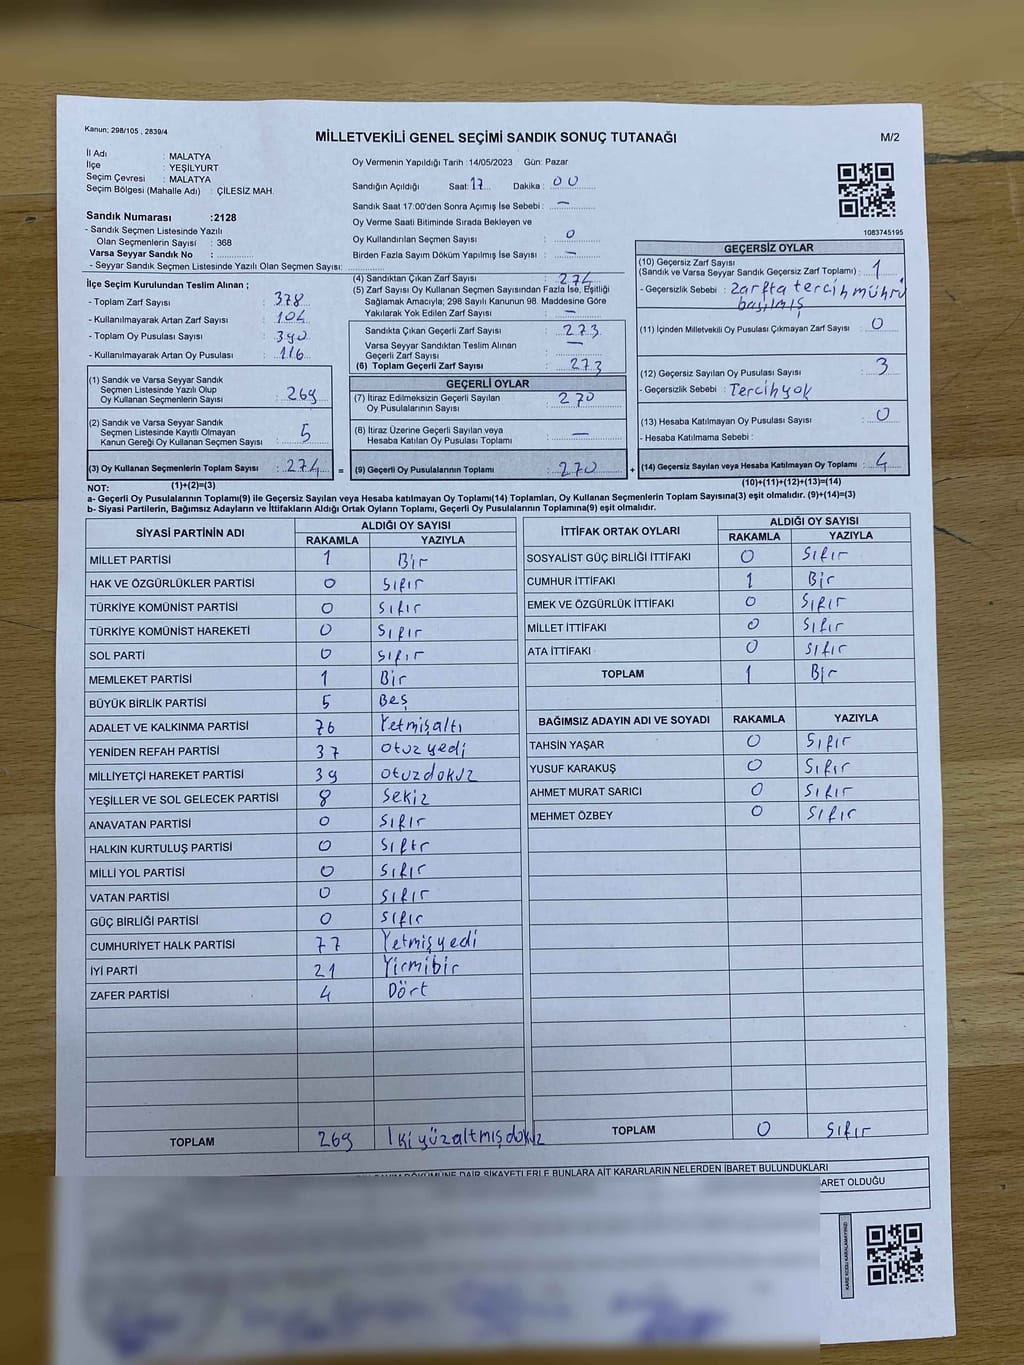 Kanun; 298/105 , 2839/4
MİLLETVEKİLİ GENEL SEÇİMİ SANDIK SONUÇ TUTANAĞI
M/2
İl Adı : MALATYA
İlçe : YEŞİLYURT
Seçim Çevresi : MALATYA
Seçim Bölgesi (Mahalle Adı) : ÇİLESİZ MAH.
Sandık Numarası :2128
- Sandık Seçmen Listesinde Yazılı
Olan Seçmenlerin Sayısı : 368
Varsa Seyyar Sandık No :
- Seyyar Sandık Seçmen Listesinde Yazılı Olan Seçmen Sayısı:
Oy Vermenin Yapıldığı Tarih :14/05/2023 Gün: Pazar
Sandığın Açıldığı Saat: 17 Dakika : 00
Sandık Saat 17:00'den Sonra Açımış İse Sebebi : —
Oy Verme Saati Bitiminde Sırada Bekleyen ve
Oy Kullandırılan Seçmen Sayısı : 0
Birden Fazla Sayım Döküm Yapılmış İse Sayısı : —
1083745195
İlçe Seçim Kurulundan Teslim Alınan ;
- Toplam Zarf Sayısı : 378
- Kullanılmayarak Artan Zarf Sayısı : 104
- Toplam Oy Pusulası Sayısı : 390
- Kullanılmayarak Artan Oy Pusulası : 116
(4) Sandıktan Çıkan Zarf Sayısı : 274
(5) Zarf Sayısı Oy Kullanan Seçmen Sayısından Fazla İse, Eşitliği
Sağlamak Amacıyla; 298 Sayılı Kanunun 98. Maddesine Göre
Yakılarak Yok Edilen Zarf Sayısı : —
Sandıkta Çıkan Geçerli Zarf Sayısı : 273
Varsa Seyyar Sandıktan Teslim Alınan
Geçerli Zarf Sayısı : —
(6) Toplam Geçerli Zarf Sayısı : 273
GEÇERSİZ OYLAR
(10) Geçersiz Zarf Sayısı
(Sandık ve Varsa Seyyar Sandık Geçersiz Zarf Toplamı) : 1
- Geçersizlik Sebebi : Zarfta tercih mührü
basılmış
(11) İçinden Milletvekili Oy Pusulası Çıkmayan Zarf Sayısı : 0
(12) Geçersiz Sayılan Oy Pusulası Sayısı : 3
- Geçersizlik Sebebi : Tercih yok
(13) Hesaba Katılmayan Oy Pusulası Sayısı : 0
- Hesaba Katılmama Sebebi :
(14) Geçersiz Sayılan veya Hesaba Katılmayan Oy Toplamı : 4
(10)+(11)+(12)+(13)=(14)
(1) Sandık ve Varsa Seyyar Sandık
Seçmen Listesinde Yazılı Olup
Oy Kullanan Seçmenlerin Sayısı : 269
(2) Sandık ve Varsa Seyyar Sandık
Seçmen Listesinde Kayıtlı Olmayan
Kanun Gereği Oy Kullanan Seçmen Sayısı : 5
(3) Oy Kullanan Seçmenlerin Toplam Sayısı : 274 =
(1)+(2)=(3)
GEÇERLİ OYLAR
(7) İtiraz Edilmeksizin Geçerli Sayılan
Oy Pusulalarının Sayısı : 270
(8) İtiraz Üzerine Geçerli Sayılan veya
Hesaba Katılan Oy Pusulası Toplamı : —
(9) Geçerli Oy Pusulalarının Toplamı : 270 +
NOT:
a- Geçerli Oy Pusulalarının Toplamı(9) ile Geçersiz Sayılan veya Hesaba katılmayan Oy Toplamı(14) Toplamları, Oy Kullanan Seçmenlerin Toplam Sayısına(3) eşit olmalıdır. (9)+(14)=(3)
b- Siyasi Partilerin, Bağımsız Adayların ve İttifakların Aldığı Ortak Oyların Toplamı, Geçerli Oy Pusulalarının Toplamına(9) eşit olmalıdır.
SİYASİ PARTİNİN ADI ALDIĞI OY SAYISI
RAKAMLA YAZIYLA
MİLLET PARTİSİ 1 Bir
HAK VE ÖZGÜRLÜKLER PARTİSİ 0 Sıfır
TÜRKİYE KOMÜNİST PARTİSİ 0 Sıfır
TÜRKİYE KOMÜNİST HAREKETİ 0 Sıfır
SOL PARTİ 0 Sıfır
MEMLEKET PARTİSİ 1 Bir
BÜYÜK BİRLİK PARTİSİ 5 Beş
ADALET VE KALKINMA PARTİSİ 76 Yetmişaltı
YENİDEN REFAH PARTİSİ 37 otuz yedi
MİLLİYETÇİ HAREKET PARTİSİ 39 otuzdokuz
YEŞİLLER VE SOL GELECEK PARTİSİ 8 Sekiz
ANAVATAN PARTİSİ 0 Sıfır
HALKIN KURTULUŞ PARTİSİ 0 Sıfır
MİLLİ YOL PARTİSİ 0 Sıfır
VATAN PARTİSİ 0 Sıfır
GÜÇ BİRLİĞİ PARTİSİ 0 Sıfır
CUMHURİYET HALK PARTİSİ 77 Yetmişyedi
İYİ PARTİ 21 Yirmibir
ZAFER PARTİSİ 4 Dört
TOPLAM 269 İkiyüzaltmışdokuz
İTTİFAK ORTAK OYLARI ALDIĞI OY SAYISI
RAKAMLA YAZIYLA
SOSYALİST GÜÇ BİRLİĞİ İTTİFAKI 0 Sıfır
CUMHUR İTTİFAKI 1 Bir
EMEK VE ÖZGÜRLÜK İTTİFAKI 0 Sıfır
MİLLET İTTİFAKI 0 Sıfır
ATA İTTİFAKI 0 Sıfır
TOPLAM 1 Bir
BAĞIMSIZ ADAYIN ADI VE SOYADI RAKAMLA YAZIYLA
TAHSİN YAŞAR 0 Sıfır
YUSUF KARAKUŞ 0 Sıfır
AHMET MURAT SARICI 0 Sıfır
MEHMET ÖZBEY 0 Sıfır
TOPLAM 0 Sıfır
DÖKÜMÜNE DAİR ŞİKAYETLERLE BUNLARA AİT KARARLARIN NELERDEN İBARET BULUNDUKLARI
BARET OLDUĞU
KARE KODU KARALAMAYINIZ!